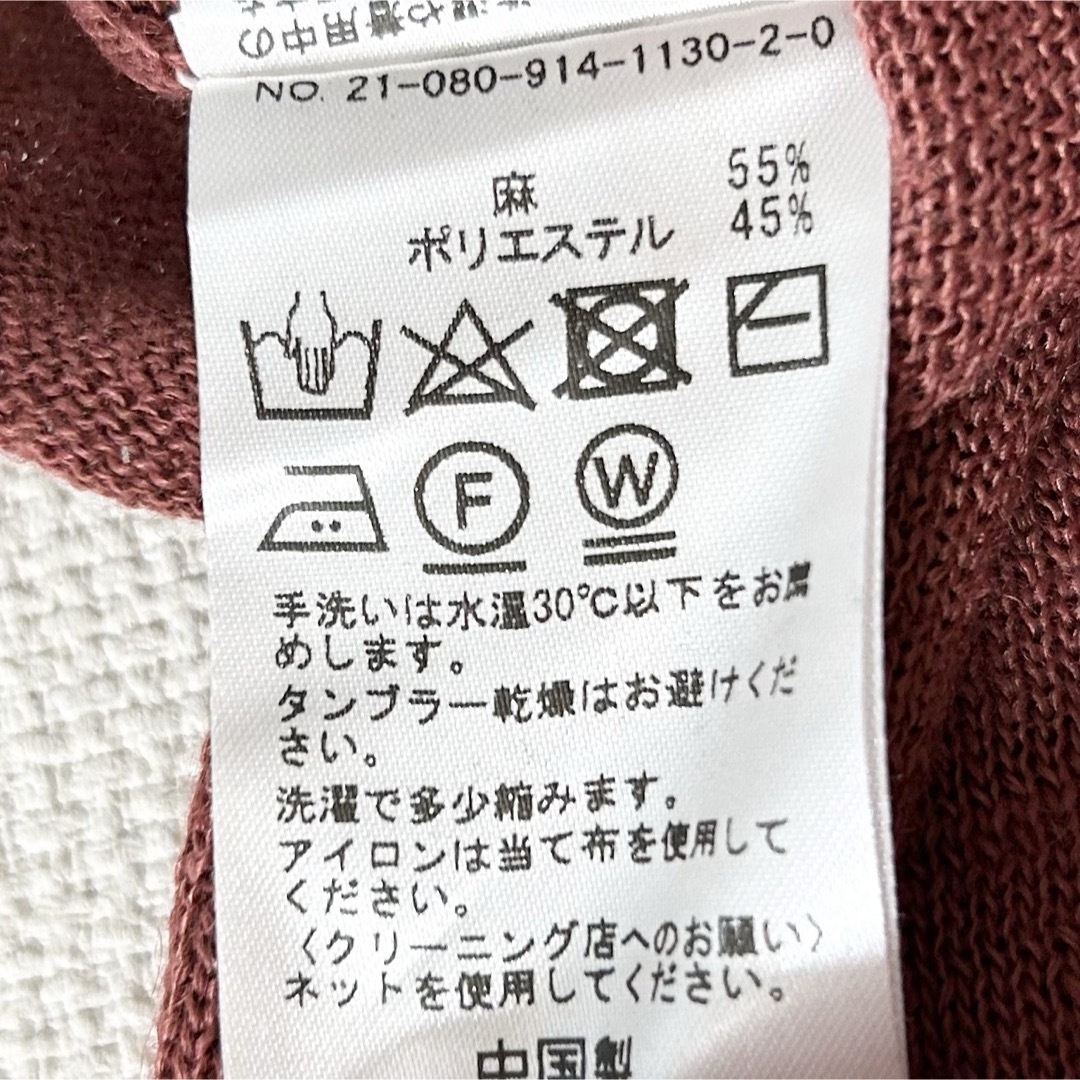 の中用着
NO. 21-080-914-1130-2-0
麻 55%
ポリエステル 45%
F
W
手洗いは水温30℃以下をお薦
めします。
タンブラー乾燥はお避けくだ
さい。
洗濯で多少縮みます。
アイロンは当て布を使用して
ください。
〈クリーニング店へのお願い〉
ネットを使用してください。
中国製